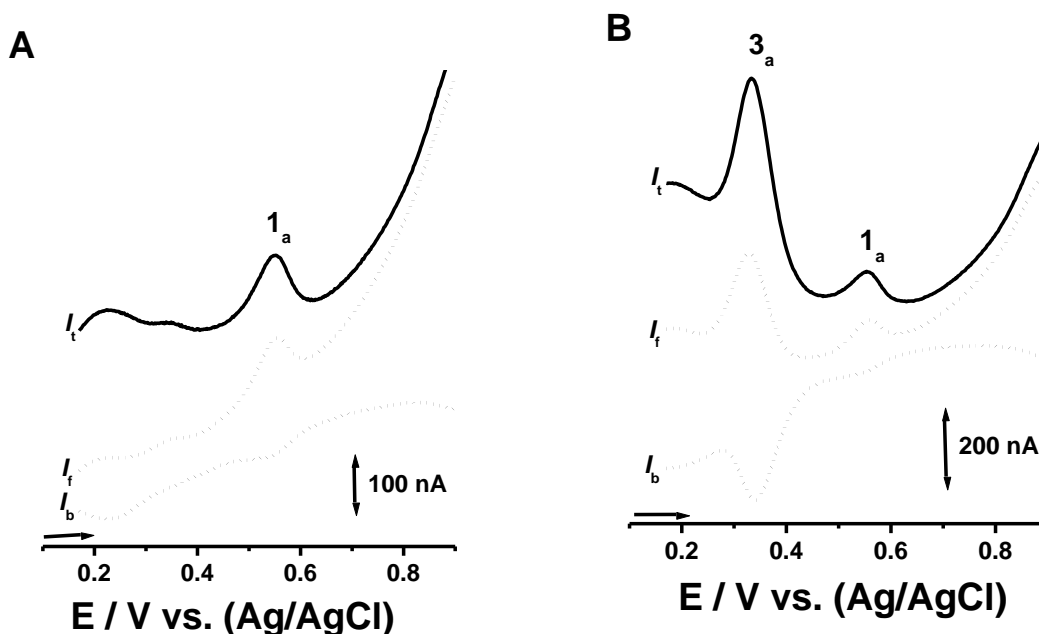 A
1a
It
If
Ib
100 nA
0.2 0.4 0.6 0.8
E / V vs. (Ag/AgCl)
B
3a
1a
It
If
Ib
200 nA
0.2 0.4 0.6 0.8
E / V vs. (Ag/AgCl)